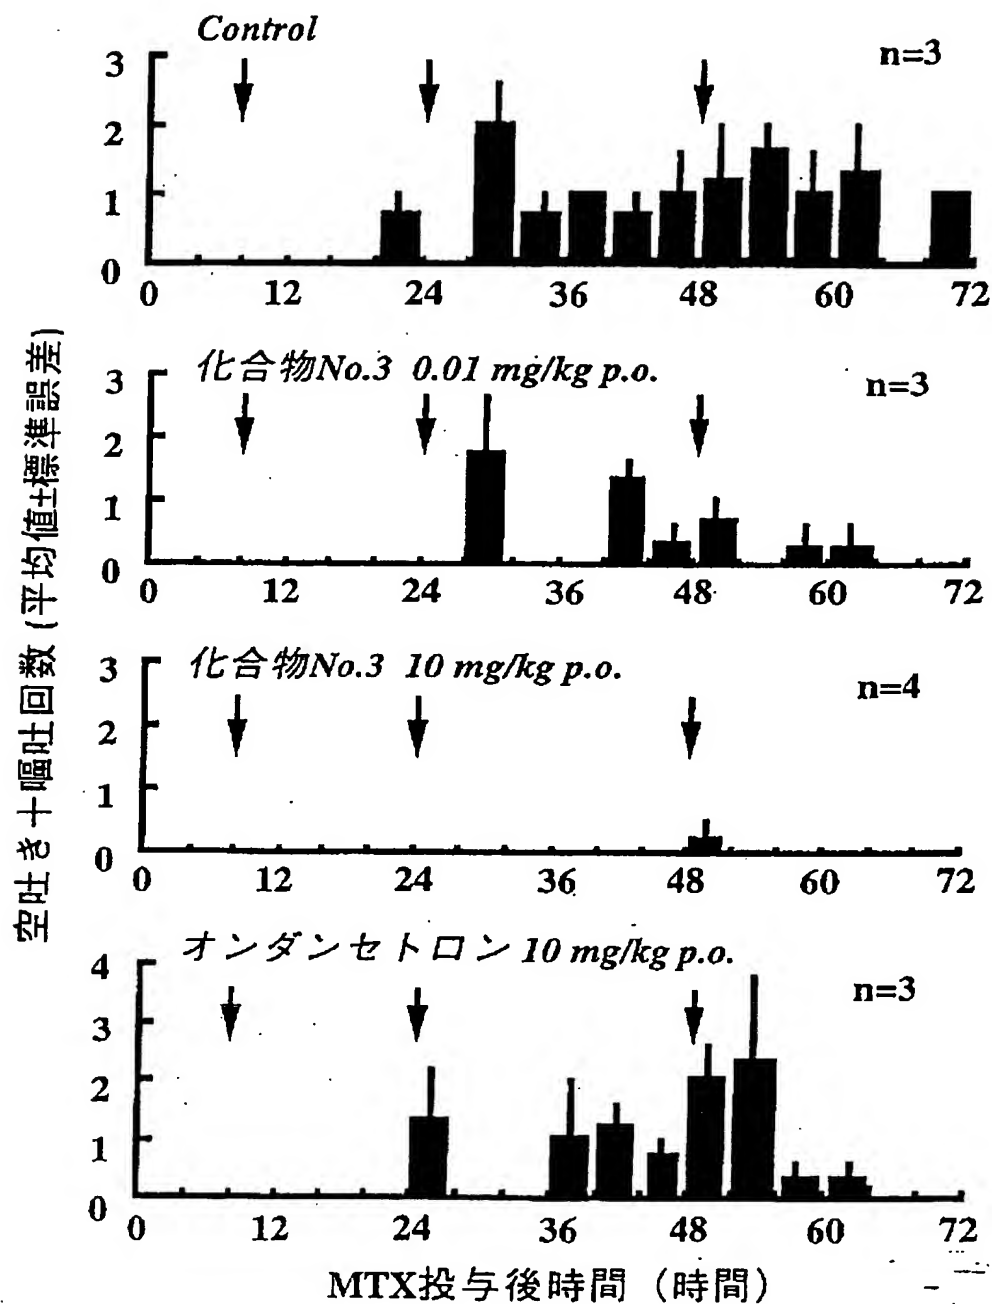 Control
n=3
3
2
1
0
0 12 24 36 48 60 72
化合物No.3 0.01 mg/kg p.o.
n=3
3
2
1
0
0 12 24 36 48 60 72
化合物No.3 10 mg/kg p.o.
n=4
3
2
1
0
0 12 24 36 48 60 72
オンダンセトロン 10 mg/kg p.o.
n=3
4
3
2
1
0
0 12 24 36 48 60 72
空吐き+嘔吐回数 (平均値±標準誤差)
MTX投与後時間 (時間)